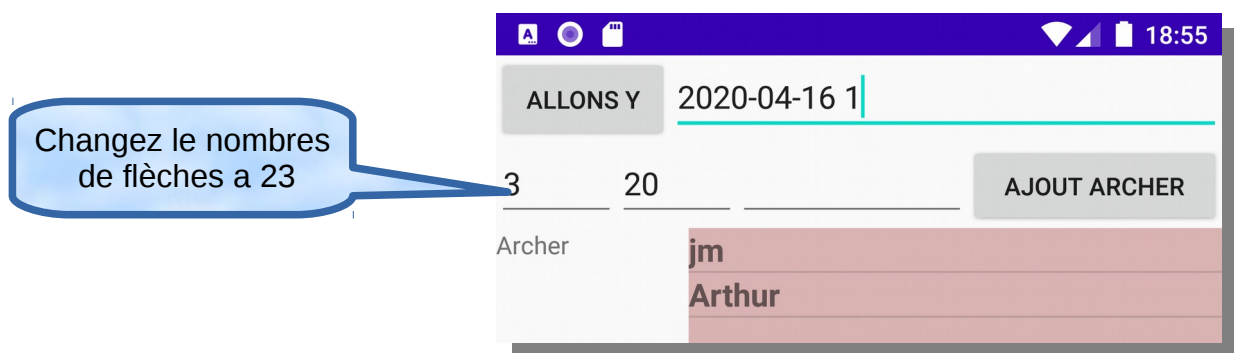 18:55
ALLONS Y 2020-04-16 1
Changez le nombres
de flèches a 23
3 20 AJOUT ARCHER
Archer jm
Arthur